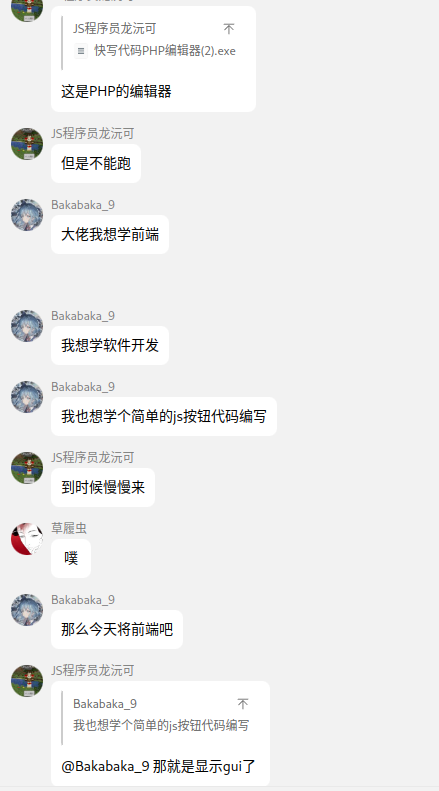 JS程序员龙沅可
快写代码PHP编辑器(2).exe
这是PHP的编辑器
JS程序员龙沅可
但是不能跑
Bakabaka_9
大佬我想学前端
Bakabaka_9
我想学软件开发
Bakabaka_9
我也想学个简单的js按钮代码编写
JS程序员龙沅可
到时候慢慢来
草履虫
噗
Bakabaka_9
那么今天将前端吧
JS程序员龙沅可
Bakabaka_9
我也想学个简单的js按钮代码编写
@Bakabaka_9 那就是显示gui了